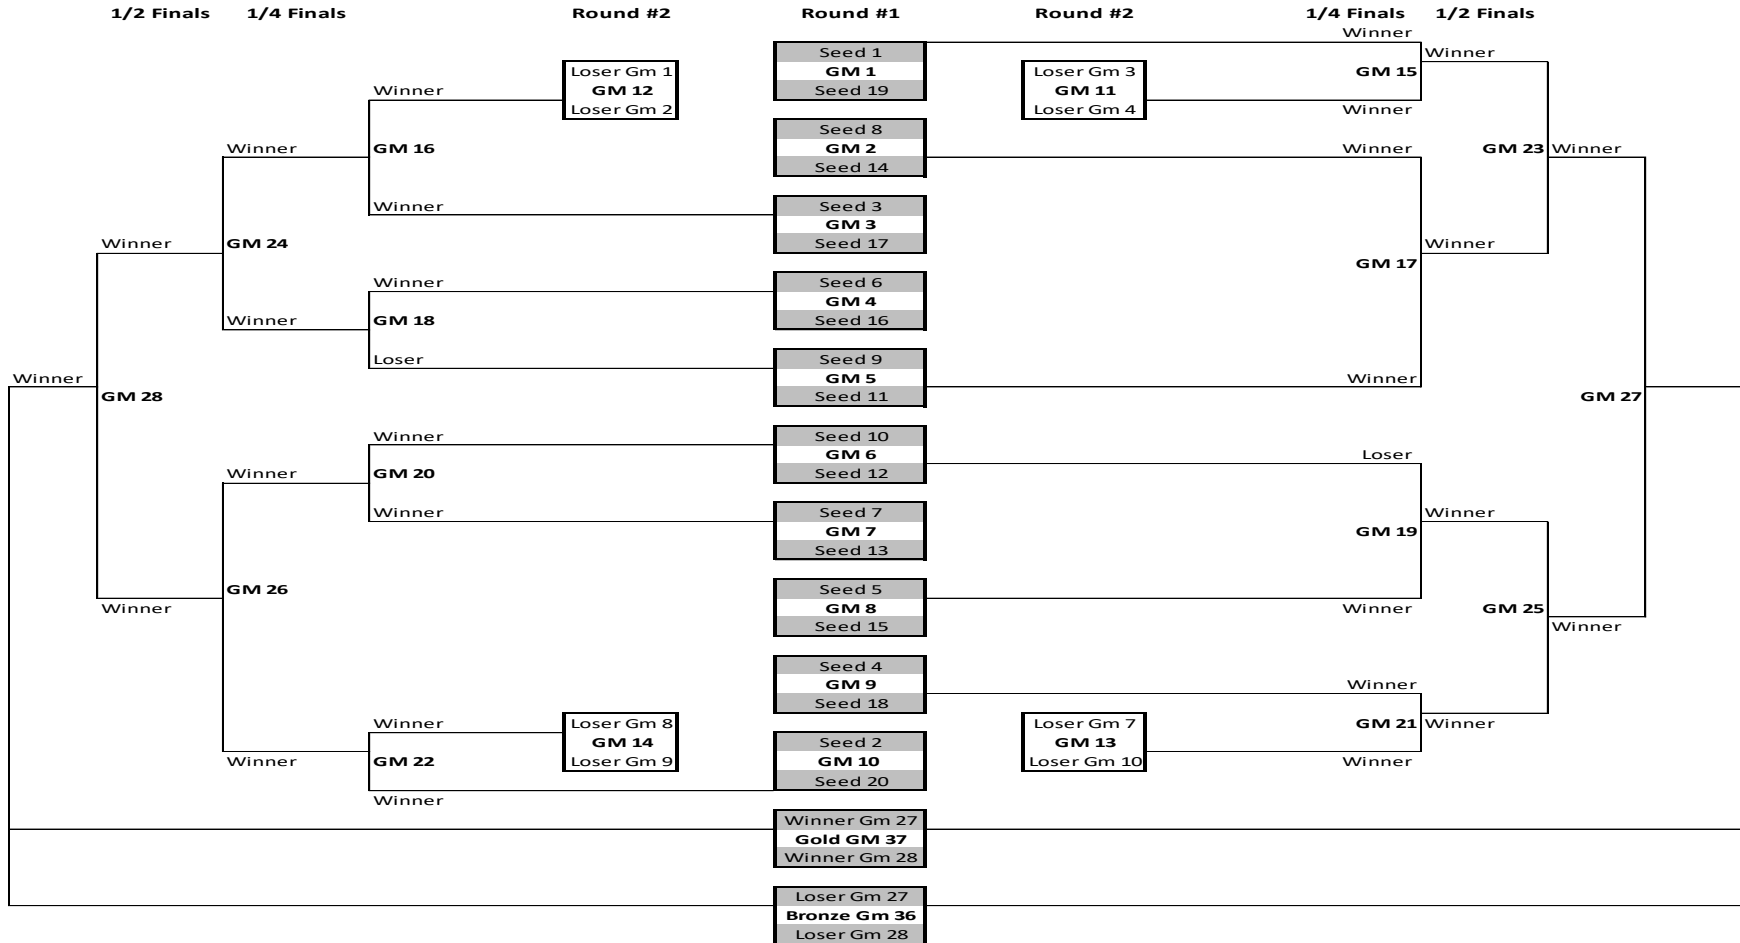 1/2 Finals 1/4 Finals Round #2 Round #1 Round #2 1/4 Finals 1/2 Finals
Winner
Seed 1
Winner
Loser Gm 1 GM 1 Loser Gm 3 GM 15
Winner GM 12 Seed 19 GM 11
Loser Gm 2 Loser Gm 4 Winner
Seed 8
Winner GM 16 GM 2 Winner GM 23 Winner
Seed 14
Winner Seed 3
GM 3
Winner GM 24 Seed 17 Winner
GM 17
Winner Seed 6
GM 4
Winner GM 18 Seed 16
Loser Seed 9
Winner GM 5 Winner
GM 28 Seed 11 GM 27
Winner Seed 10
GM 6 Loser
Winner GM 20 Seed 12
Winner Seed 7 Winner
GM 7 GM 19
Seed 13
GM 26 Seed 5
Winner GM 8 Winner GM 25
Seed 15 Winner
Seed 4
GM 9 Winner
Seed 18
Winner Loser Gm 8 Loser Gm 7 GM 21 Winner
GM 14 Seed 2 GM 13
Winner GM 22 Loser Gm 9 GM 10 Loser Gm 10 Winner
Seed 20
Winner
Winner Gm 27
Gold GM 37
Winner Gm 28
Loser Gm 27
Bronze Gm 36
Loser Gm 28